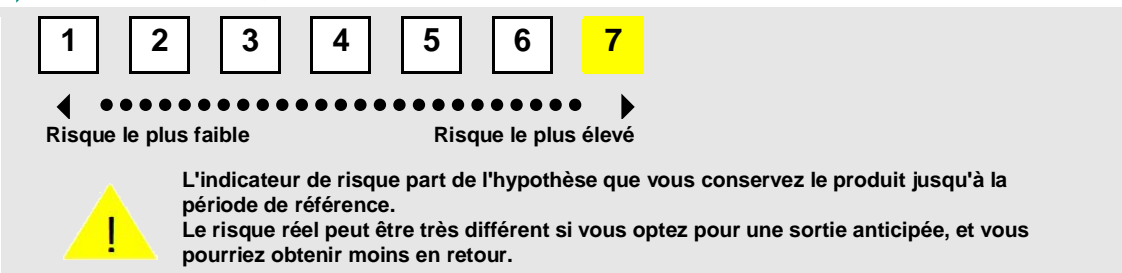 1 2 3 4 5 6 7
Risque le plus faible Risque le plus élevé
L'indicateur de risque part de l'hypothèse que vous conservez le produit jusqu'à la
période de référence.
Le risque réel peut être très différent si vous optez pour une sortie anticipée, et vous
pourriez obtenir moins en retour.
!